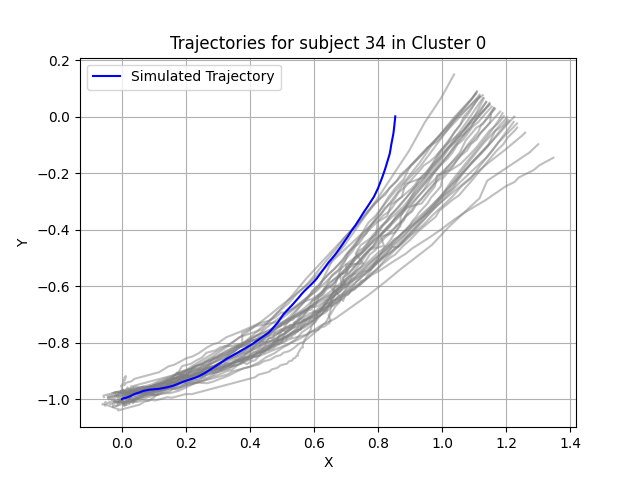 Trajectories for subject 34 in Cluster 0
Simulated Trajectory
Y
0.2
0.0
−0.2
−0.4
−0.6
−0.8
−1.0
0.0 0.2 0.4 0.6 0.8 1.0 1.2 1.4
X